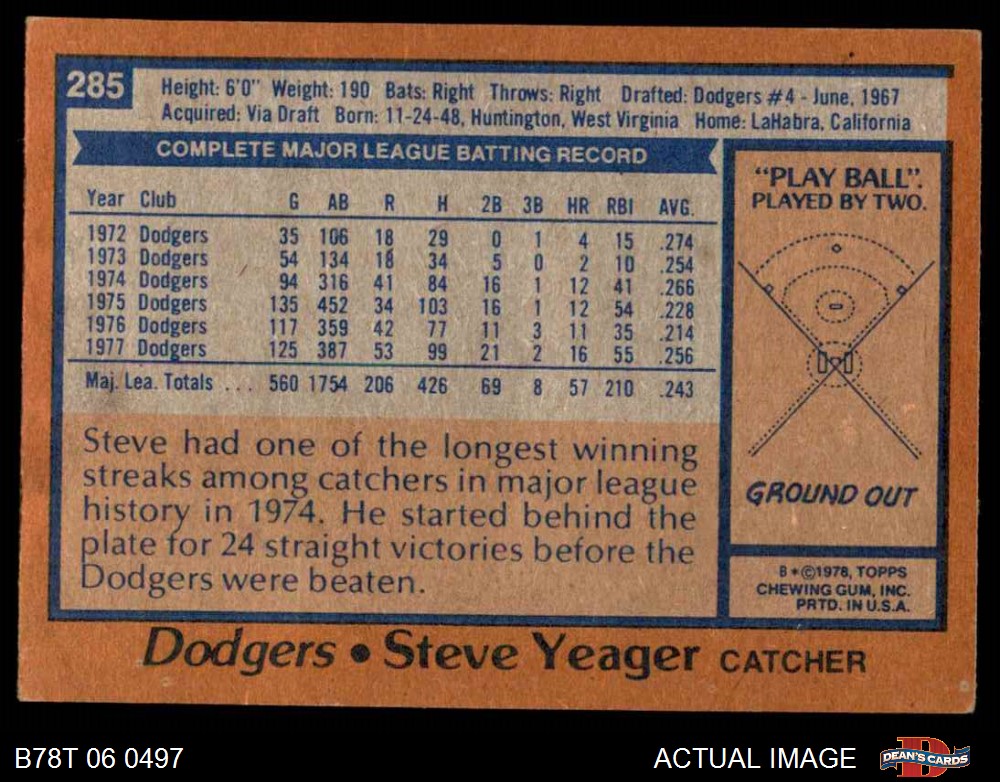 285
Height: 6'0" Weight: 190 Bats: Right Throws: Right Drafted: Dodgers #4 - June, 1967
Acquired: Via Draft Born: 11-24-48, Huntington, West Virginia Home: LaHabra, California
COMPLETE MAJOR LEAGUE BATTING RECORD
Year Club G AB R H 2B 3B HR RBI AVG.
1972 Dodgers 35 106 18 29 0 1 4 15 .274
1973 Dodgers 54 134 18 34 5 0 2 10 .254
1974 Dodgers 94 316 41 84 16 1 12 41 .266
1975 Dodgers 135 452 34 103 16 1 12 54 .228
1976 Dodgers 117 359 42 77 11 3 11 35 .214
1977 Dodgers 125 387 53 99 21 2 16 55 .256
Maj. Lea. Totals ... 560 1754 206 426 69 8 57 210 .243
Steve had one of the longest winning
streaks among catchers in major league
history in 1974. He started behind the
plate for 24 straight victories before the
Dodgers were beaten.
"PLAY BALL".
PLAYED BY TWO.
GROUND OUT
B*©1978, TOPPS
CHEWING GUM, INC.
PRTD. IN U.S.A.
Dodgers • Steve Yeager CATCHER
B78T 06 0497
ACTUAL IMAGE
DEAN'S CARDS